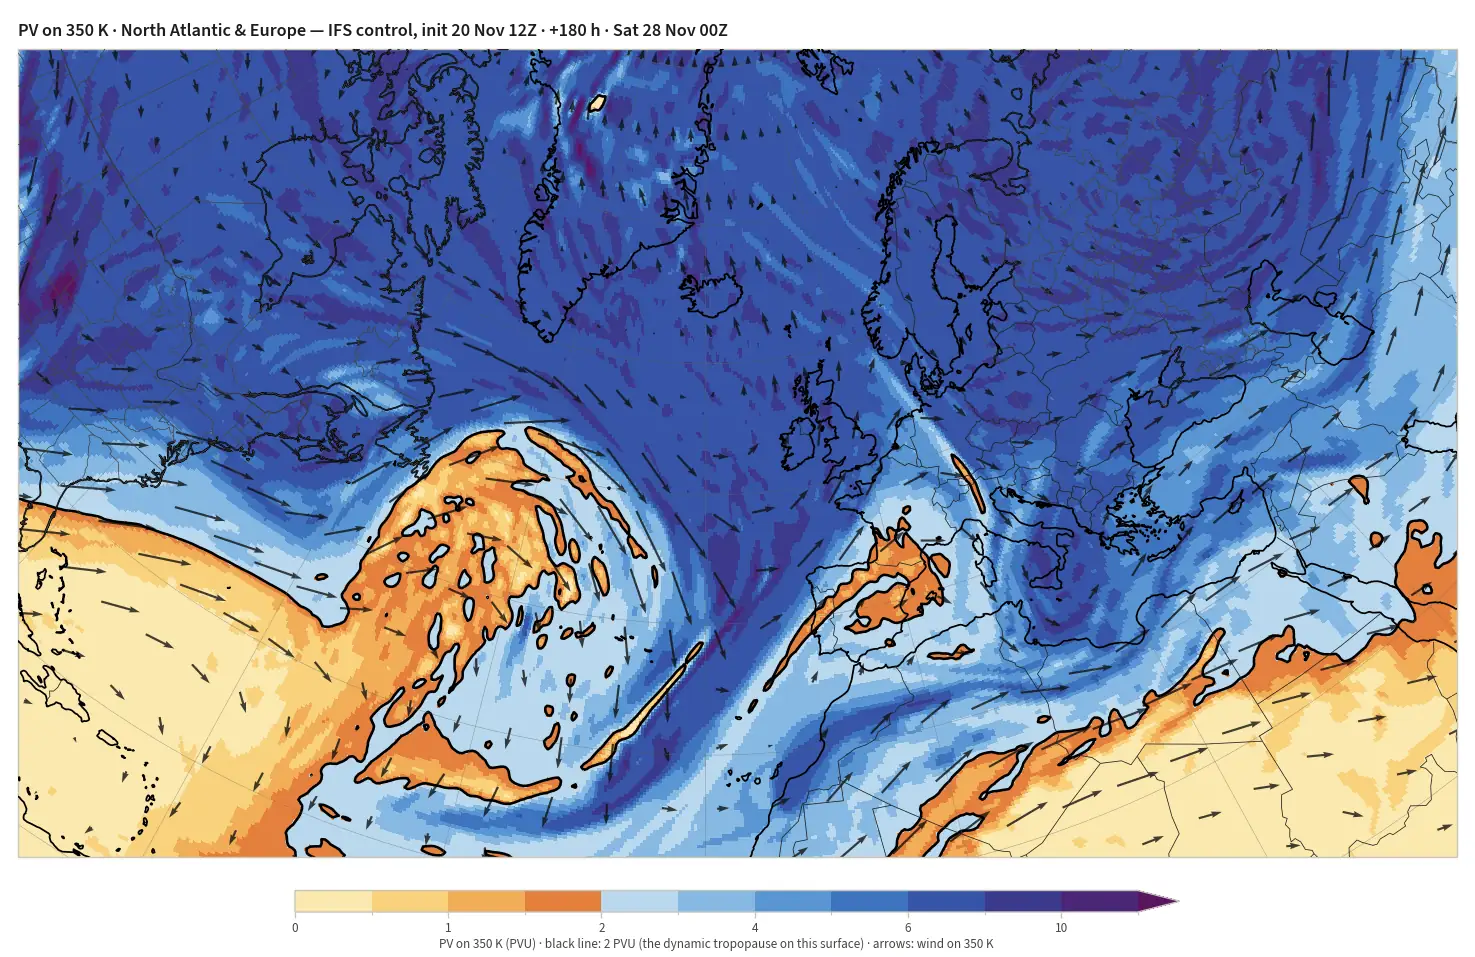 PV on 350 K · North Atlantic & Europe — IFS control, init 20 Nov 12Z · +180 h · Sat 28 Nov 00Z
0 1 2 4 6 10
PV on 350 K (PVU) · black line: 2 PVU (the dynamic tropopause on this surface) · arrows: wind on 350 K